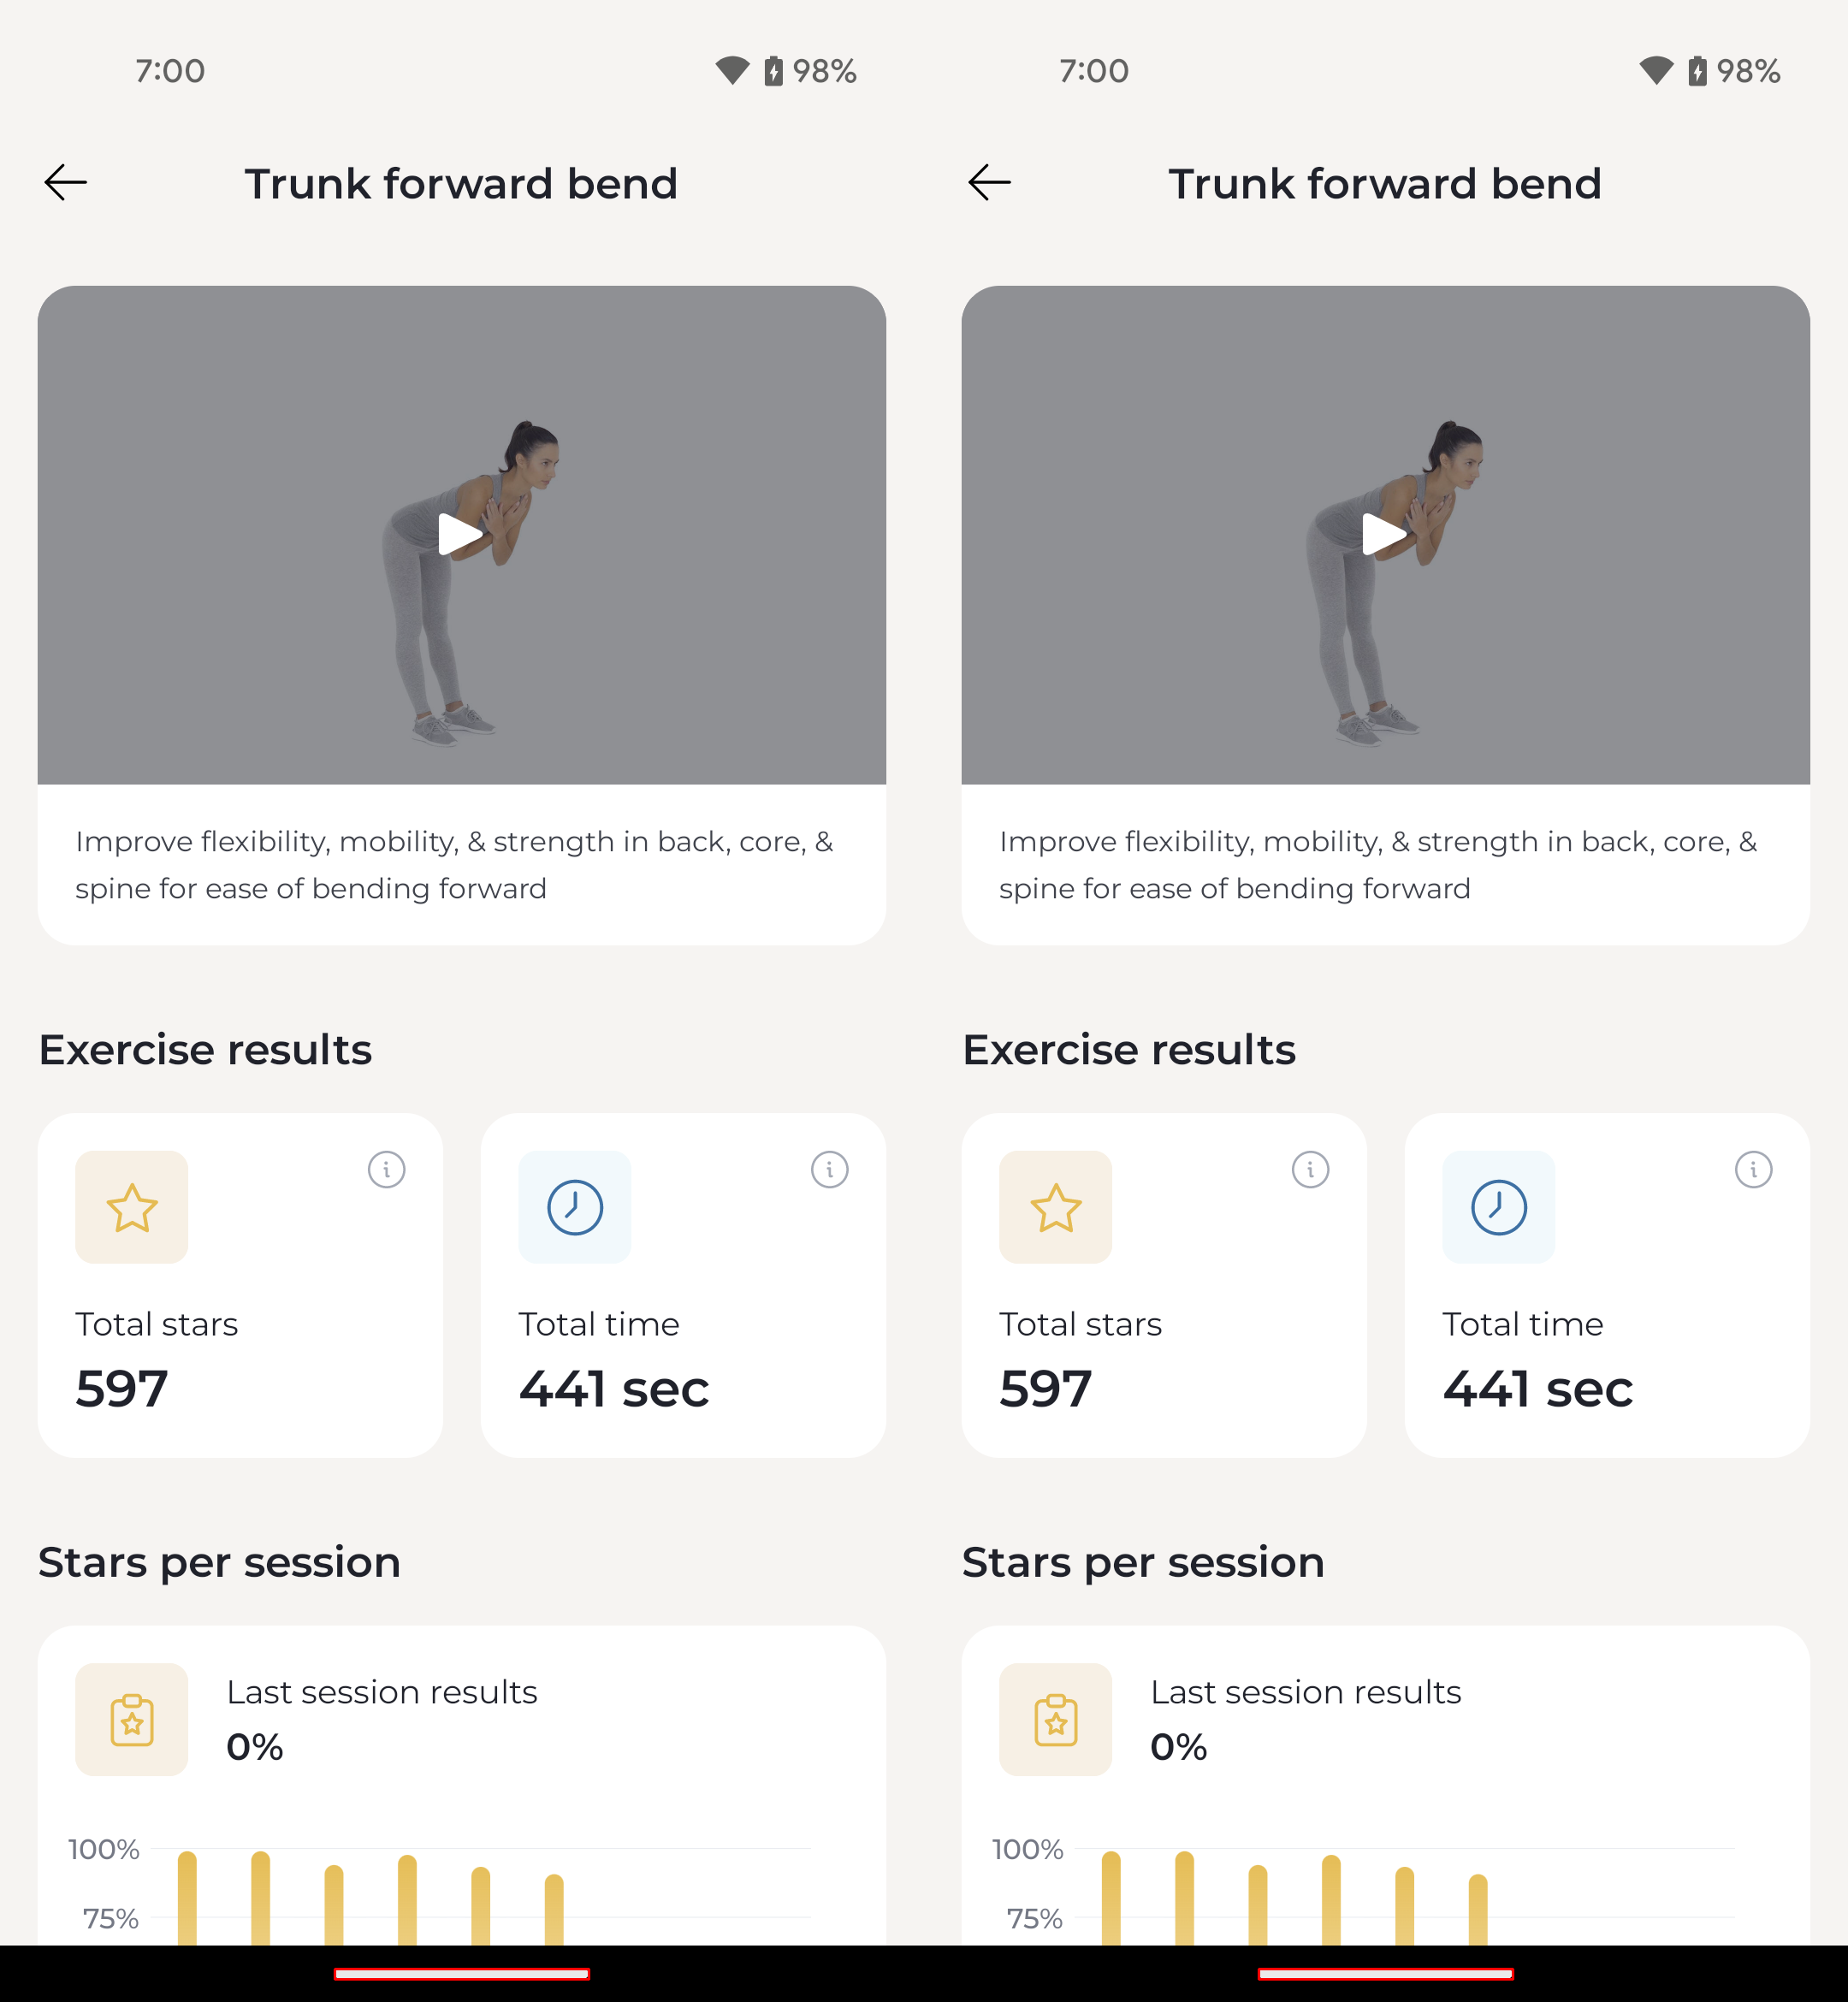 7:00 98%
Trunk forward bend
Improve flexibility, mobility, & strength in back, core, &
spine for ease of bending forward
Exercise results
Total stars
597
Total time
441 sec
Stars per session
Last session results
0%
100%
75%
7:00 98%
Trunk forward bend
Improve flexibility, mobility, & strength in back, core, &
spine for ease of bending forward
Exercise results
Total stars
597
Total time
441 sec
Stars per session
Last session results
0%
100%
75%